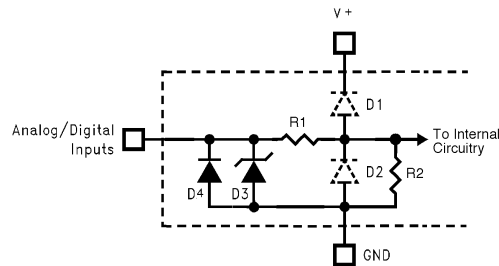 V+
D1
R1
Analog/Digital
Inputs
To Internal
Circuitry
D2
R2
D4
D3
GND